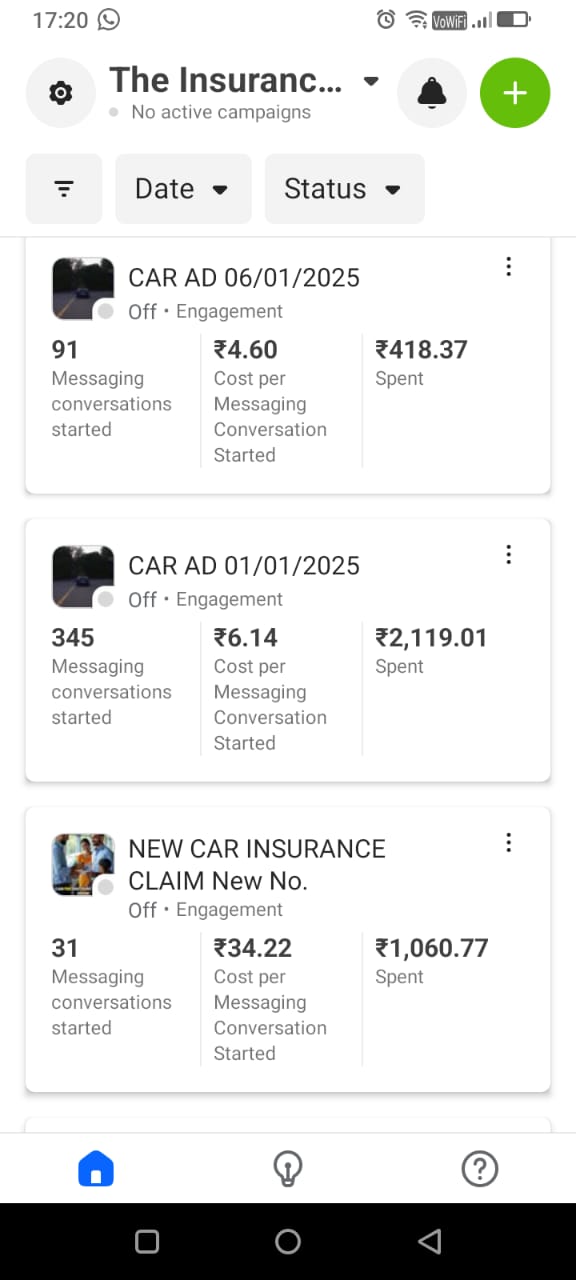 17:20
VoWiFi
The Insuranc...
No active campaigns
Date
Status
CAR AD 06/01/2025
Off • Engagement
91
Messaging
conversations
started
₹4.60
Cost per
Messaging
Conversation
Started
₹418.37
Spent
CAR AD 01/01/2025
Off • Engagement
345
Messaging
conversations
started
₹6.14
Cost per
Messaging
Conversation
Started
₹2,119.01
Spent
NEW CAR INSURANCE
CLAIM New No.
Off • Engagement
31
Messaging
conversations
started
₹34.22
Cost per
Messaging
Conversation
Started
₹1,060.77
Spent